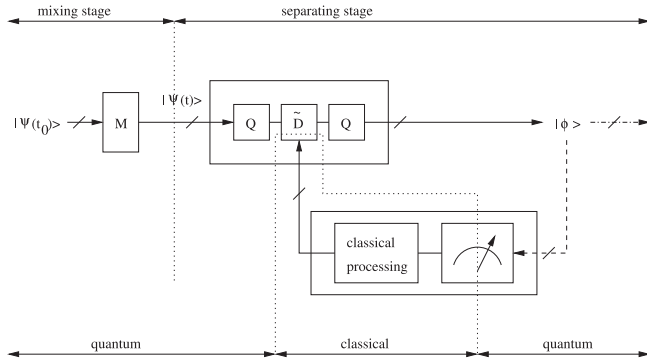 mixing stage separating stage
|Ψ(t)>
|Ψ(t₀)> M Q D̃ Q |ϕ>
classical
processing
quantum classical quantum